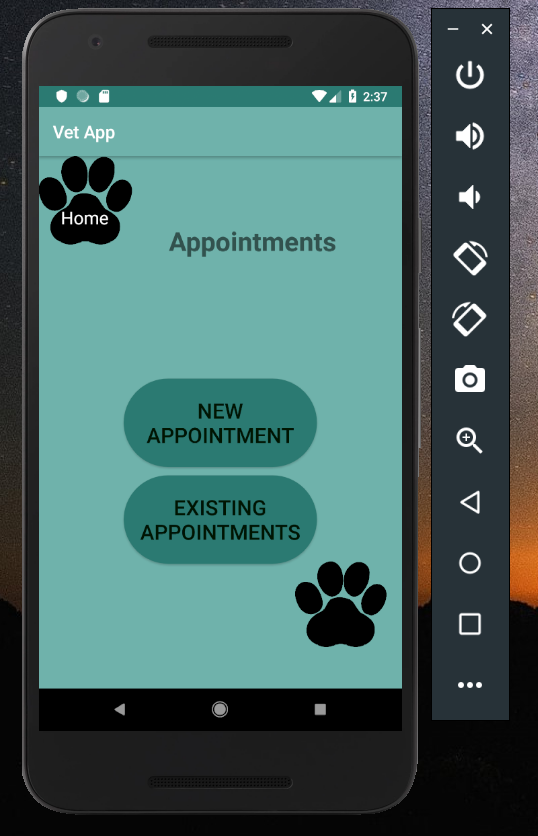 2:37
Vet App
Home
Appointments
NEW
APPOINTMENT
EXISTING
APPOINTMENTS